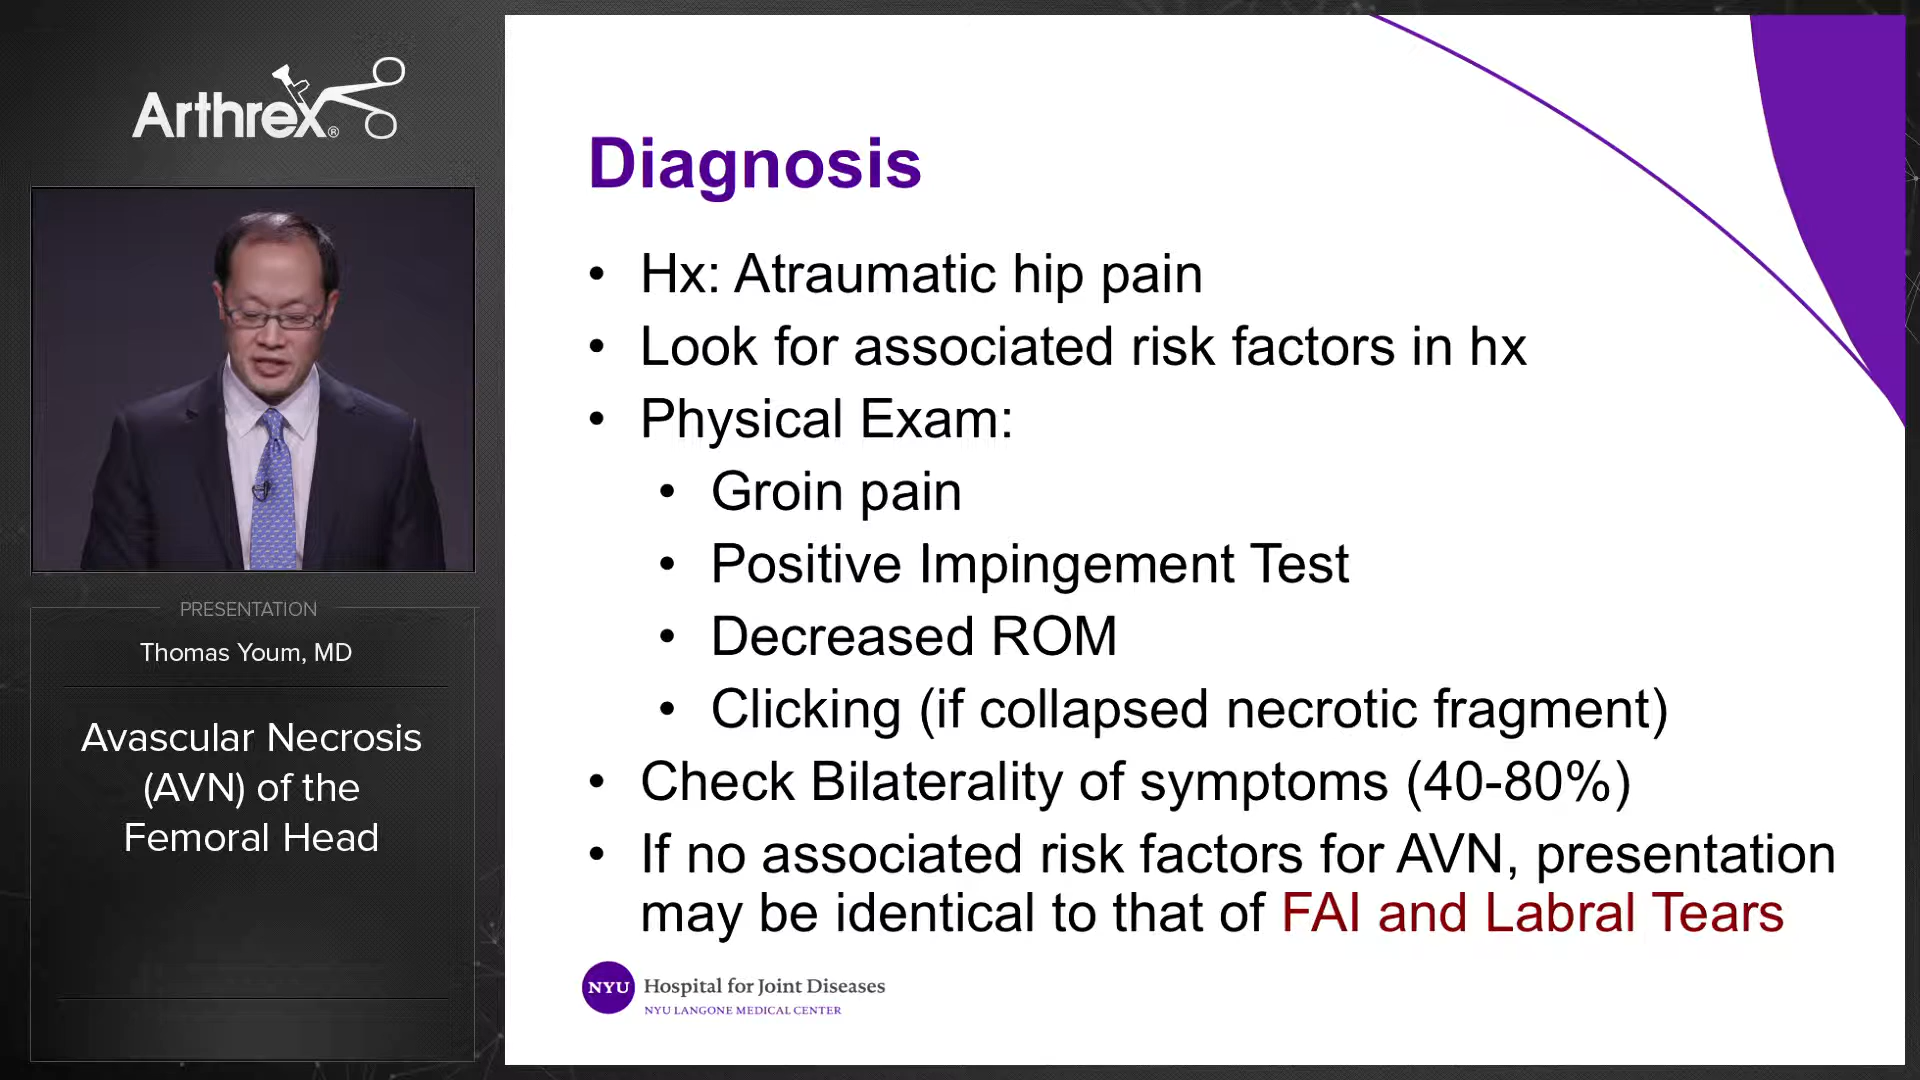 Arthrex®
PRESENTATION
Thomas Youm, MD
Avascular Necrosis
(AVN) of the
Femoral Head
Diagnosis
• Hx: Atraumatic hip pain
• Look for associated risk factors in hx
• Physical Exam:
• Groin pain
• Positive Impingement Test
• Decreased ROM
• Clicking (if collapsed necrotic fragment)
• Check Bilaterality of symptoms (40-80%)
• If no associated risk factors for AVN, presentation
may be identical to that of FAI and Labral Tears
NYU Hospital for Joint Diseases
NYU LANGONE MEDICAL CENTER